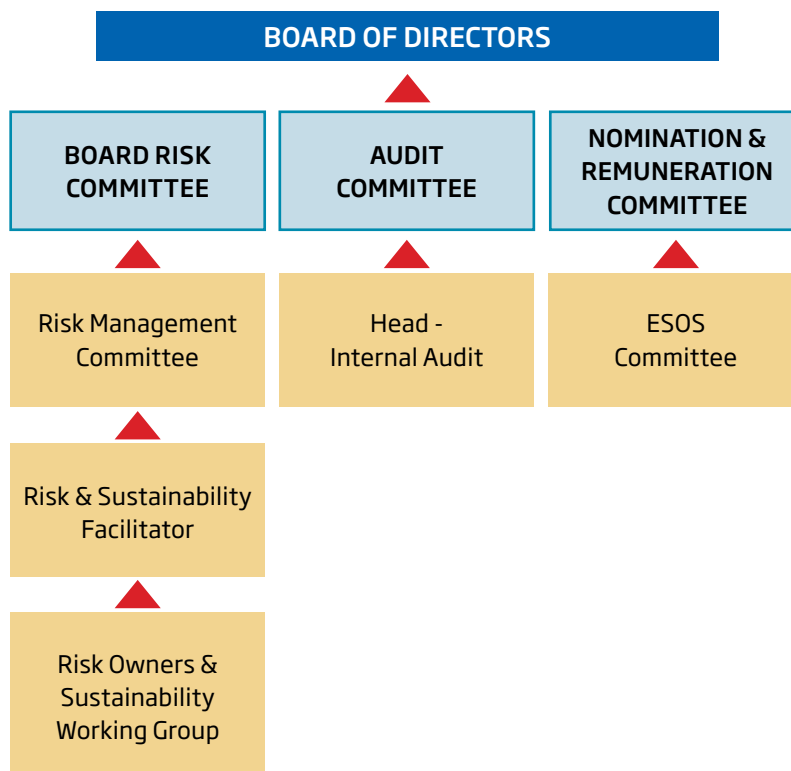 BOARD OF DIRECTORS
BOARD RISK
COMMITTEE
AUDIT
COMMITTEE
NOMINATION &
REMUNERATION
COMMITTEE
Risk Management
Committee
Head -
Internal Audit
ESOS
Committee
Risk & Sustainability
Facilitator
Risk Owners &
Sustainability
Working Group